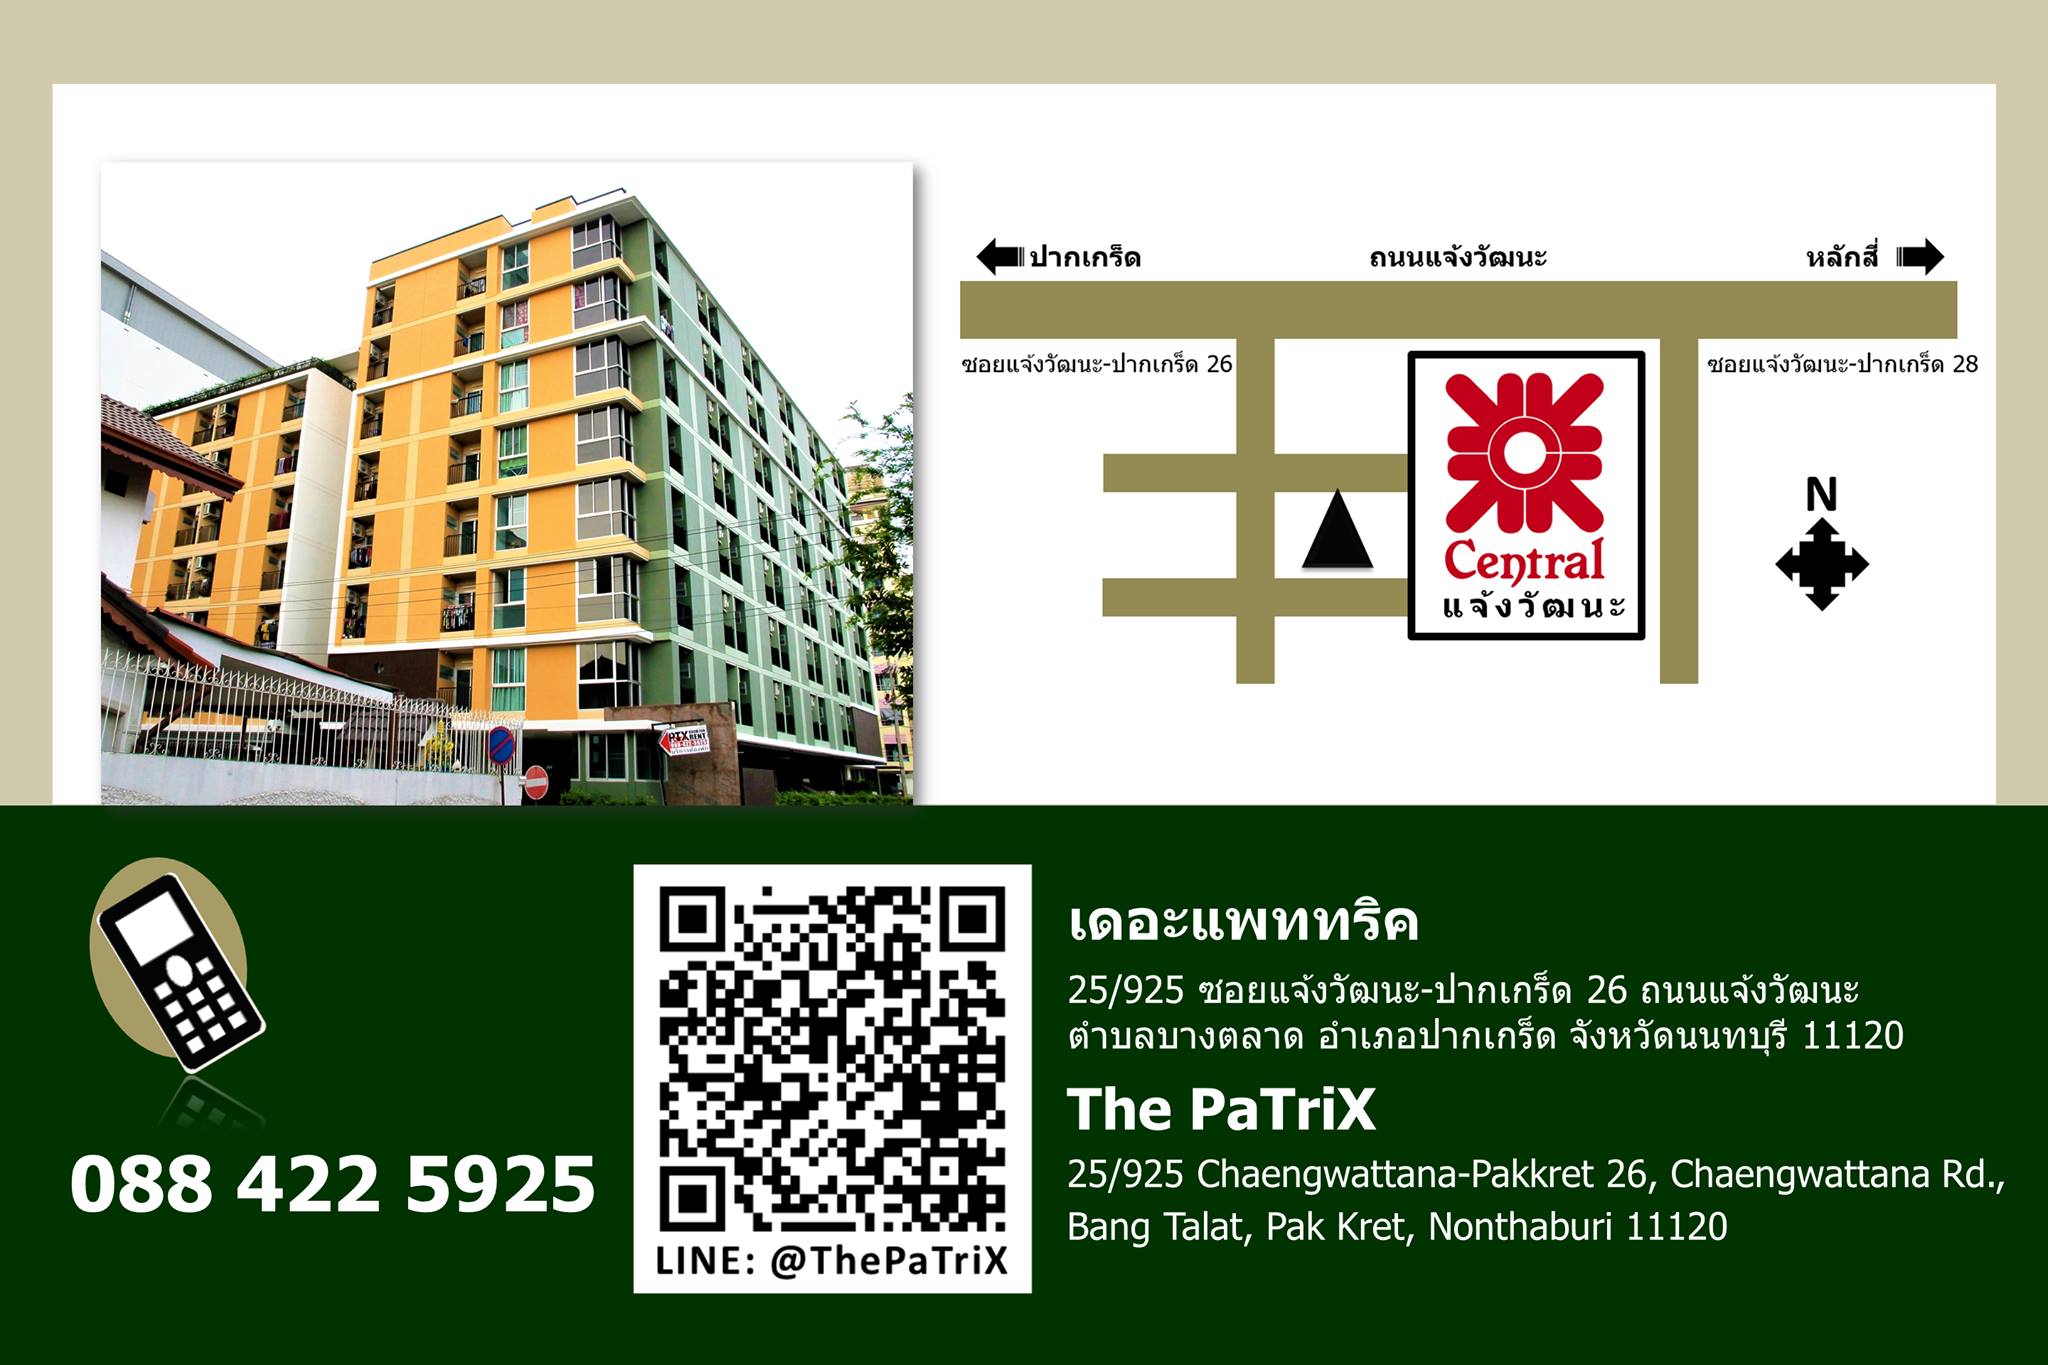 ปากเกร็ด
ถนนแจ้งวัฒนะ
หลักสี่
ซอยแจ้งวัฒนะ-ปากเกร็ด 26
ซอยแจ้งวัฒนะ-ปากเกร็ด 28
N
Central
แจ้งวัฒนะ
PTX ROOM FOR RENT
088-422-5925
088 422 5925
LINE: @ThePaTriX
เดอะแพททริค
25/925 ซอยแจ้งวัฒนะ-ปากเกร็ด 26 ถนนแจ้งวัฒนะ
ตำบลบางตลาด อำเภอปากเกร็ด จังหวัดนนทบุรี 11120
The PaTriX
25/925 Chaengwattana-Pakkret 26, Chaengwattana Rd.,
Bang Talat, Pak Kret, Nonthaburi 11120